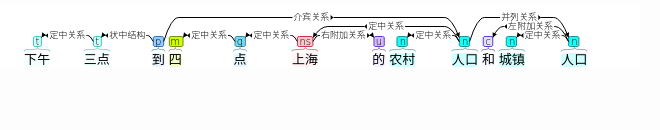 介宾关系 并列关系
定中关系 左附加关系
定中关系 状中结构 定中关系 定中关系 右附加关系 定中关系 定中关系
t t p m q ns u n n c n n
下午 三点 到 四 点 上海 的 农村 人口 和 城镇 人口